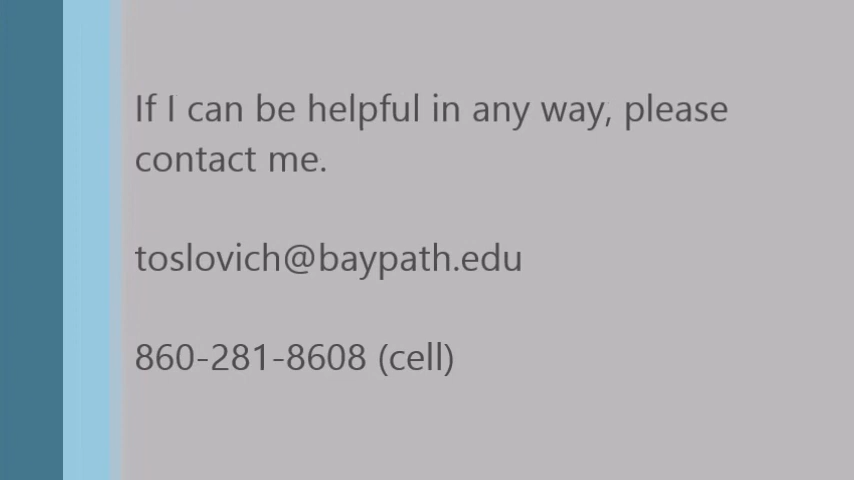 If I can be helpful in any way, please
contact me.
toslovich@baypath.edu
860-281-8608 (cell)